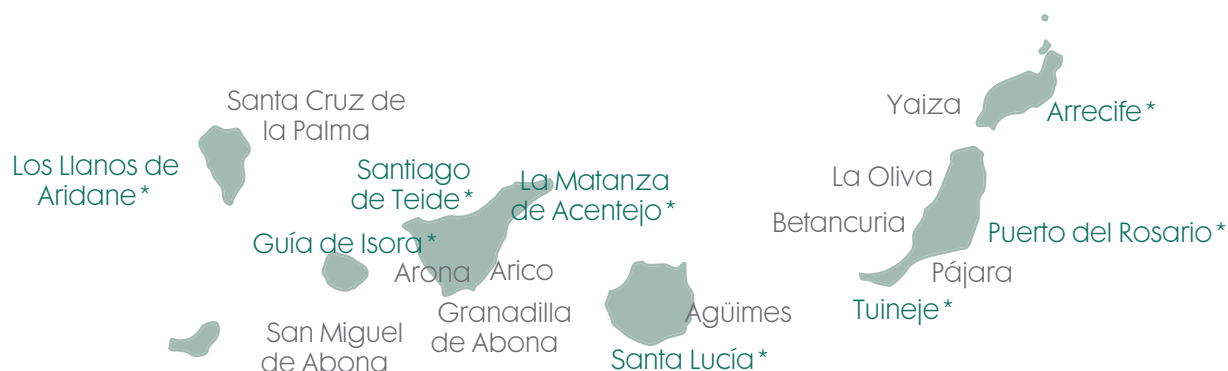 Santa Cruz de
la Palma
Los Llanos de
Aridane*
Santiago
de Teide*
La Matanza
de Acentejo*
Guía de Isora*
Arona
Arico
Granadilla
de Abona
San Miguel
de Abona
Agüimes
Santa Lucía*
Yaiza
Arrecife*
La Oliva
Betancuria
Puerto del Rosario*
Pájara
Tuineje*